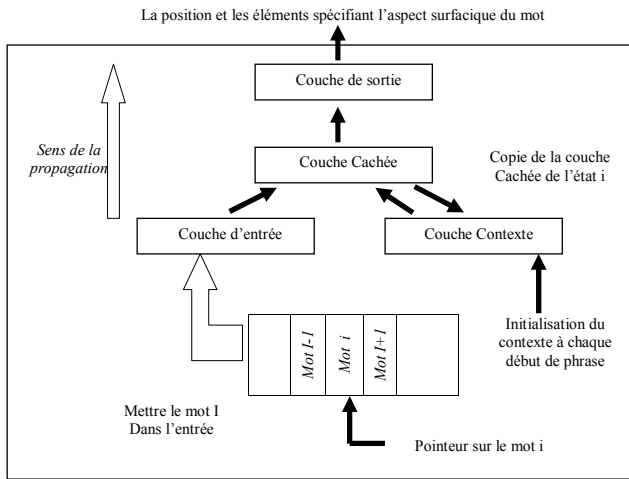 La position et les éléments spécifiant l’aspect surfacique du mot
Couche de sortie
Sens de la
propagation
Couche Cachée
Copie de la couche
Cachée de l’état i
Couche d’entrée
Couche Contexte
Mot I-1
Mot i
Mot I+1
Initialisation du
contexte à chaque
début de phrase
Mettre le mot I
Dans l’entrée
Pointeur sur le mot i